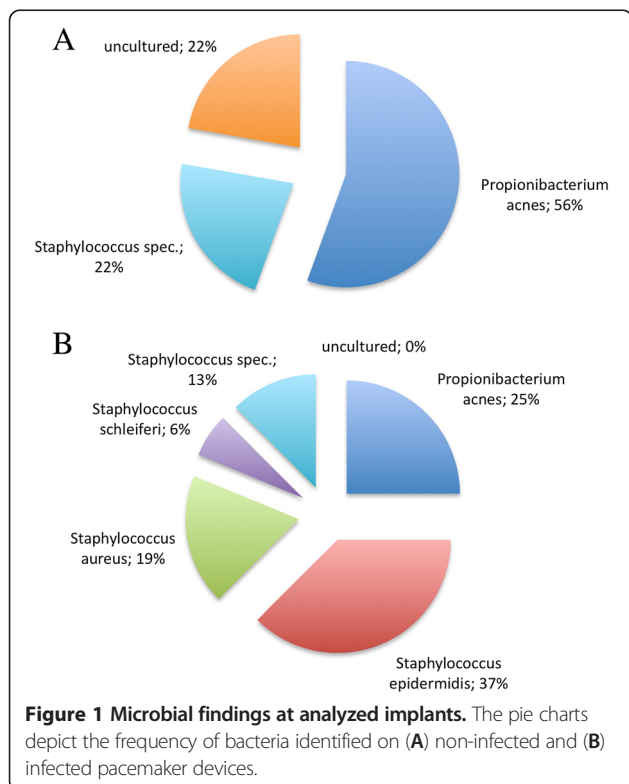 A
uncultured; 22%
Propionibacterium
acnes; 56%
Staphylococcus spec.;
22%
B
uncultured; 0%
Staphylococcus spec.;
13%
Propionibacterium
acnes; 25%
Staphylococcus
schleiferi; 6%
Staphylococcus
aureus; 19%
Staphylococcus
epidermidis; 37%
Figure 1 Microbial findings at analyzed implants. The pie charts
depict the frequency of bacteria identified on (A) non-infected and (B)
infected pacemaker devices.